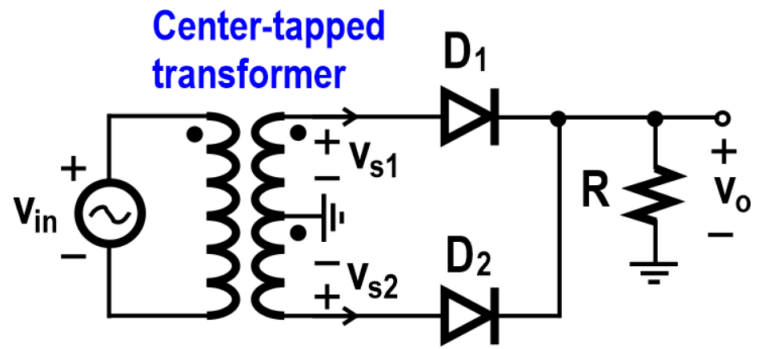 Center-tapped
transformer
D1
+
vin
−
+
vs1
−
−
vs2
+
D2
R
+
vo
−